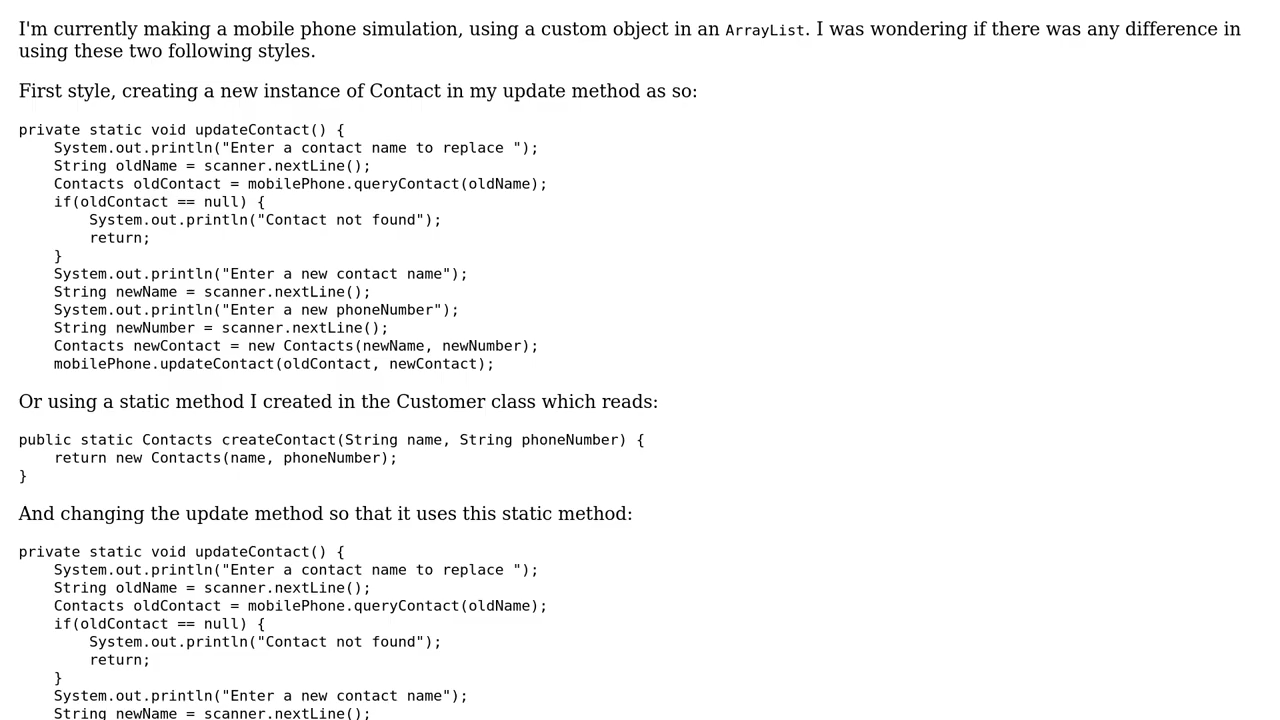 I'm currently making a mobile phone simulation, using a custom object in an ArrayList. I was wondering if there was any difference in
using these two following styles.
First style, creating a new instance of Contact in my update method as so:
private static void updateContact() {
    System.out.println("Enter a contact name to replace ");
    String oldName = scanner.nextLine();
    Contacts oldContact = mobilePhone.queryContact(oldName);
    if(oldContact == null) {
        System.out.println("Contact not found");
        return;
    }
    System.out.println("Enter a new contact name");
    String newName = scanner.nextLine();
    System.out.println("Enter a new phoneNumber");
    String newNumber = scanner.nextLine();
    Contacts newContact = new Contacts(newName, newNumber);
    mobilePhone.updateContact(oldContact, newContact);
Or using a static method I created in the Customer class which reads:
public static Contacts createContact(String name, String phoneNumber) {
    return new Contacts(name, phoneNumber);
}
And changing the update method so that it uses this static method:
private static void updateContact() {
    System.out.println("Enter a contact name to replace ");
    String oldName = scanner.nextLine();
    Contacts oldContact = mobilePhone.queryContact(oldName);
    if(oldContact == null) {
        System.out.println("Contact not found");
        return;
    }
    System.out.println("Enter a new contact name");
    String newName = scanner.nextLine();